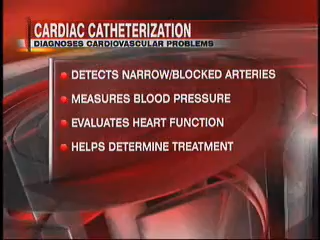 CARDIAC CATHETERIZATION
DIAGNOSES CARDIOVASCULAR PROBLEMS
DETECTS NARROW/BLOCKED ARTERIES
MEASURES BLOOD PRESSURE
EVALUATES HEART FUNCTION
HELPS DETERMINE TREATMENT